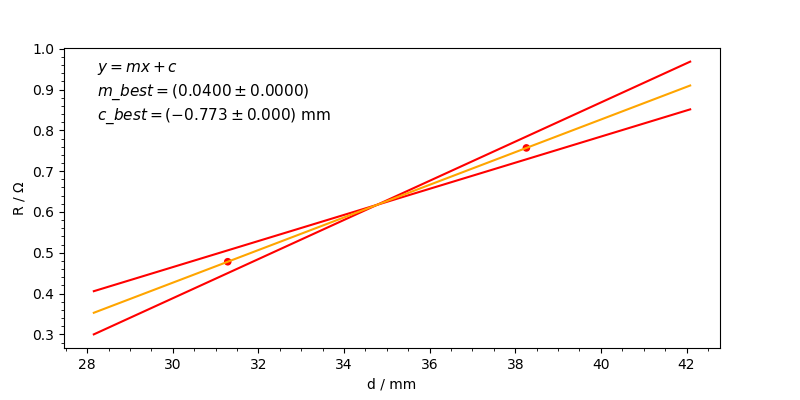 y = mx + c
m_best = (0.0400 ± 0.0000)
c_best = (−0.773 ± 0.000) mm
1.0
0.9
0.8
0.7
0.6
0.5
0.4
0.3
R / Ω
28 30 32 34 36 38 40 42
d / mm